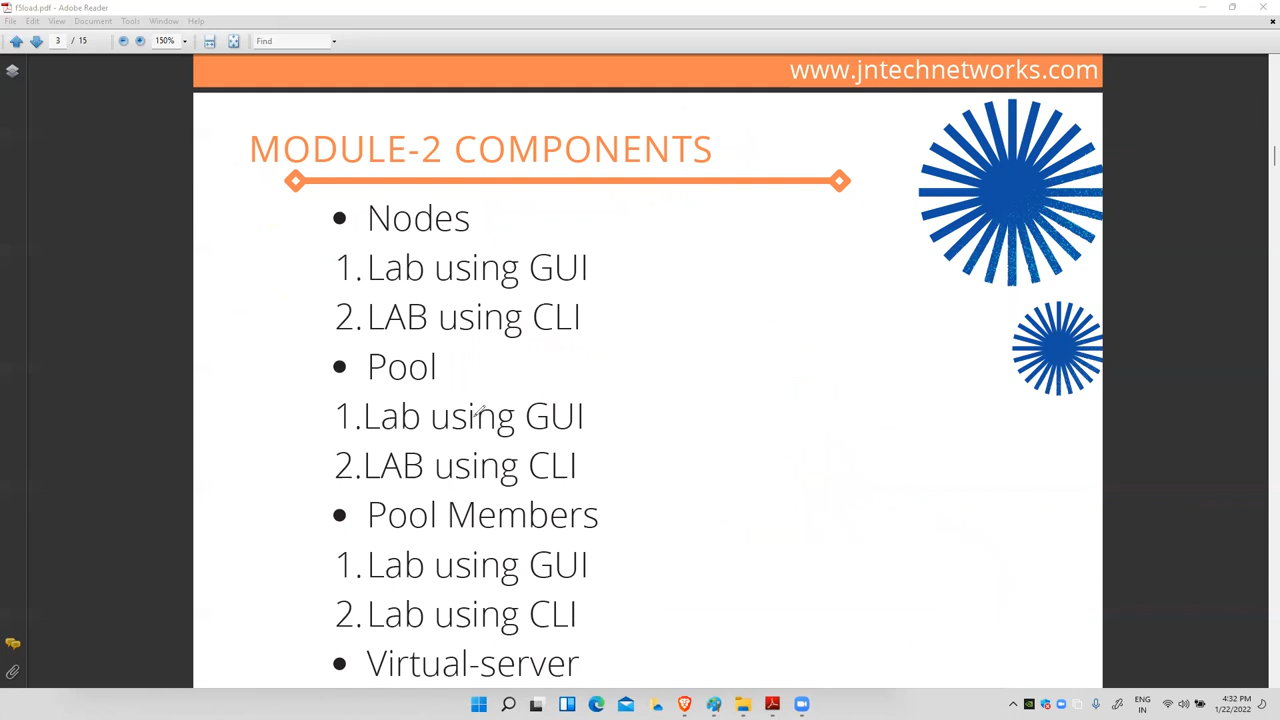 f5load.pdf - Adobe Reader
File Edit View Document Tools Window Help
3 / 15 150% Find
www.jntechnetworks.com
MODULE-2 COMPONENTS
• Nodes
1. Lab using GUI
2. LAB using CLI
• Pool
1.Lab using GUI
2.LAB using CLI
• Pool Members
1. Lab using GUI
2. Lab using CLI
• Virtual-server
ENG
IN
4:32 PM
1/22/2022